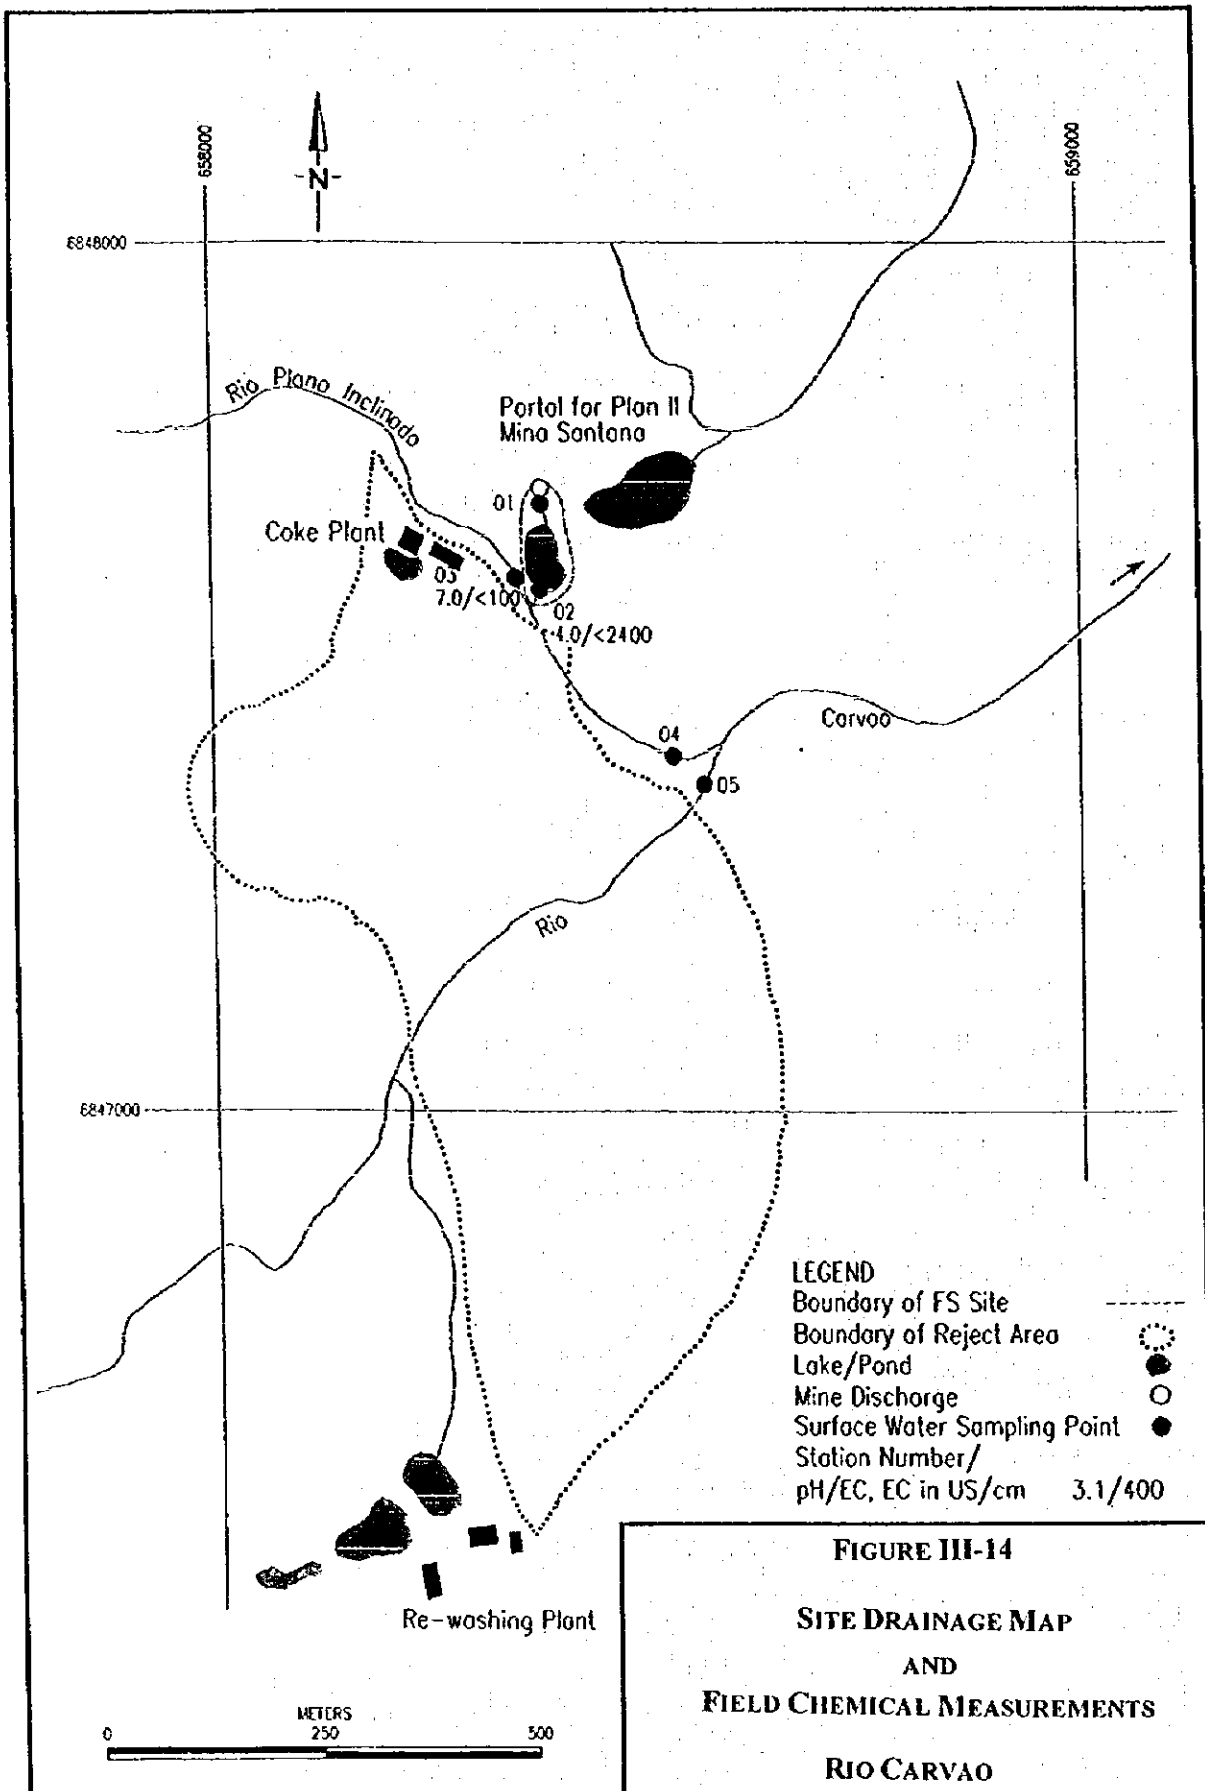 658000
659000
-N-
6848000
Rio Plano Inclinado
Portal for Plan II
Mina Santana
01
Coke Plant
03
7.0/<100
02
4.0/<2400
Carvao
04
05
Rio
6847000
LEGEND
Boundary of FS Site
Boundary of Reject Area
Lake/Pond
Mine Discharge
Surface Water Sampling Point
Station Number/
pH/EC, EC in US/cm 3.1/400
Re-washing Plant
METERS
0 250 500
FIGURE III-14
SITE DRAINAGE MAP
AND
FIELD CHEMICAL MEASUREMENTS
RIO CARVAO